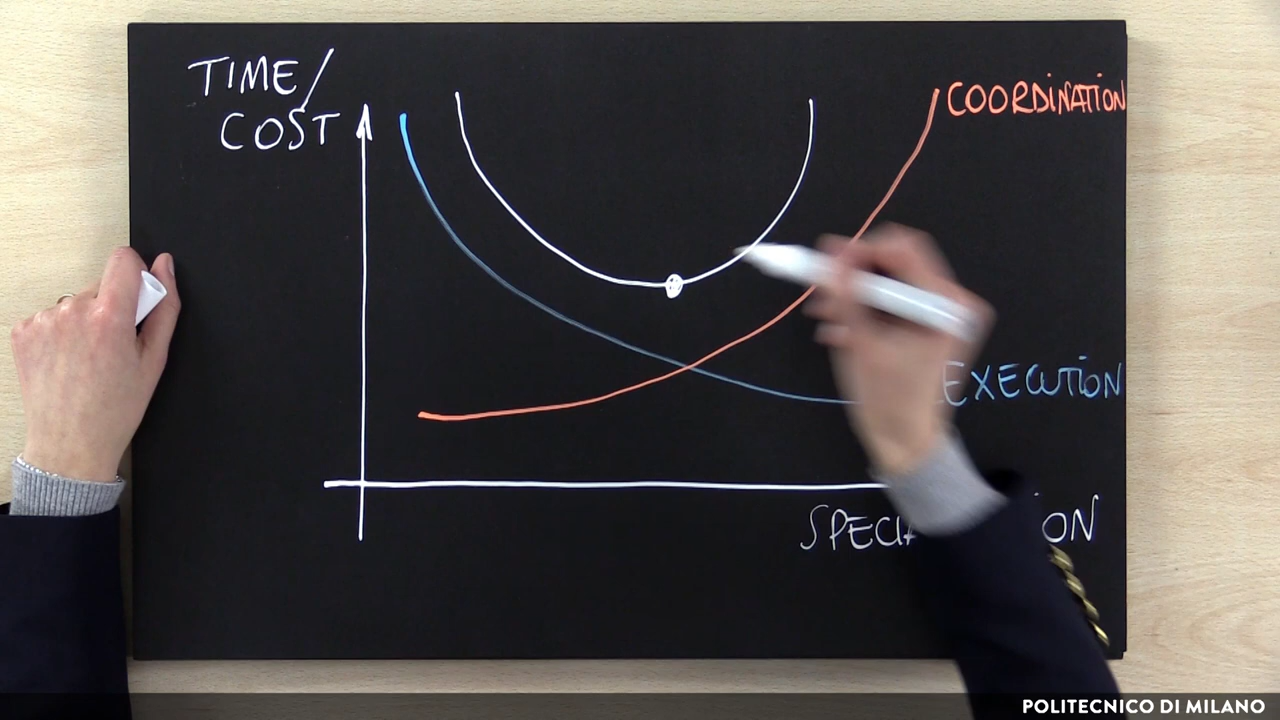 TIME/
COST
COORDINATION
EXECUTION
POLITECNICO DI MILANO